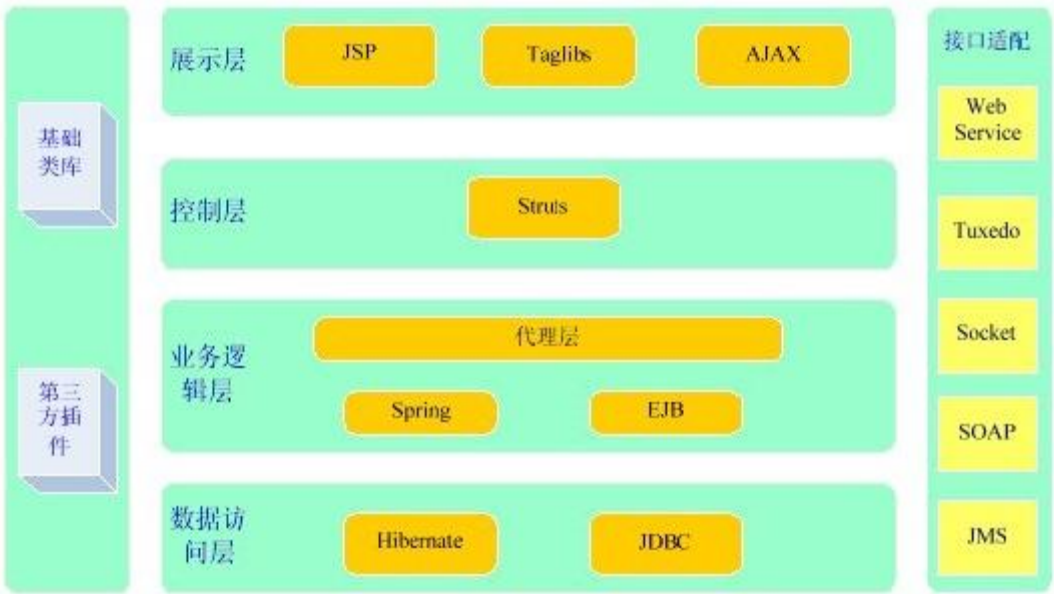 基础
类库
第三
方插
件
展示层
JSP
Taglibs
AJAX
控制层
Struts
业务逻
辑层
代理层
Spring
EJB
数据访
问层
Hibernate
JDBC
接口适配
Web
Service
Tuxedo
Socket
SOAP
JMS